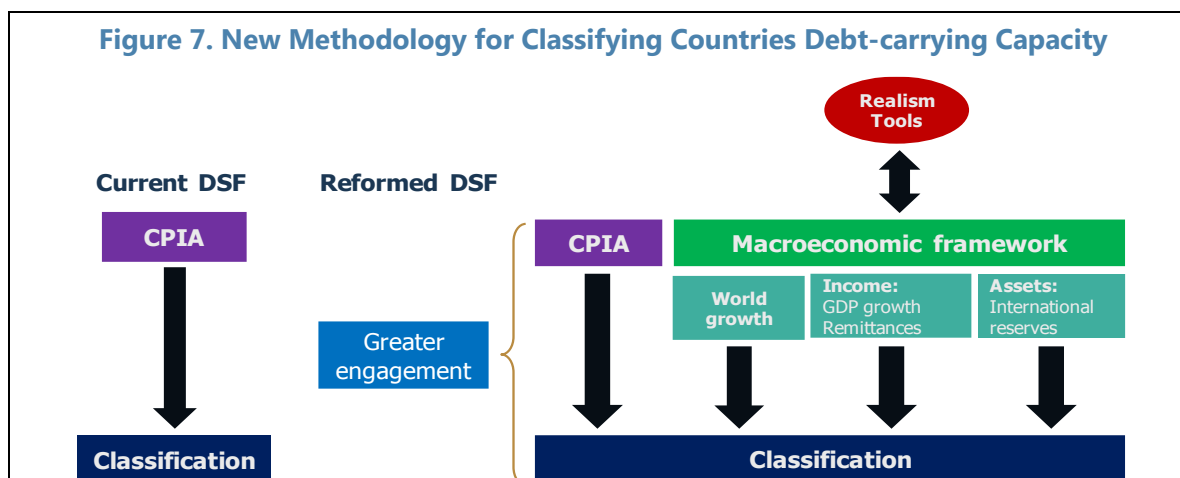 Figure 7. New Methodology for Classifying Countries Debt-carrying Capacity
Realism
Tools
Current DSF
Reformed DSF
CPIA
CPIA
Macroeconomic framework
World
growth
Income:
GDP growth
Remittances
Assets:
International
reserves
Greater
engagement
Classification
Classification